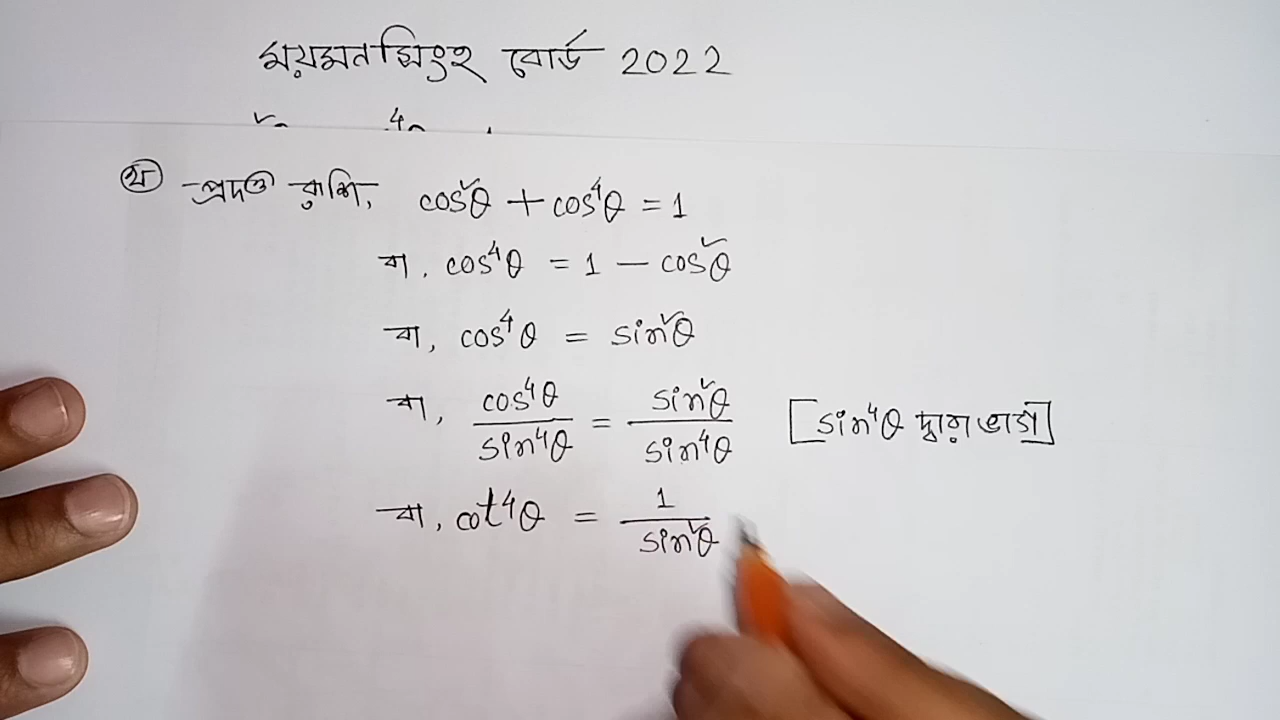 ময়মনসিংহ বোর্ড 2022
খ প্রদত্ত রাশি, cos²θ + cos⁴θ = 1
বা, cos⁴θ = 1 − cos²θ
বা, cos⁴θ = sin²θ
বা, cos⁴θ/sin⁴θ = sin²θ/sin⁴θ [sin⁴θ দ্বারা ভাগ]
বা, cot⁴θ = 1/sin²θ